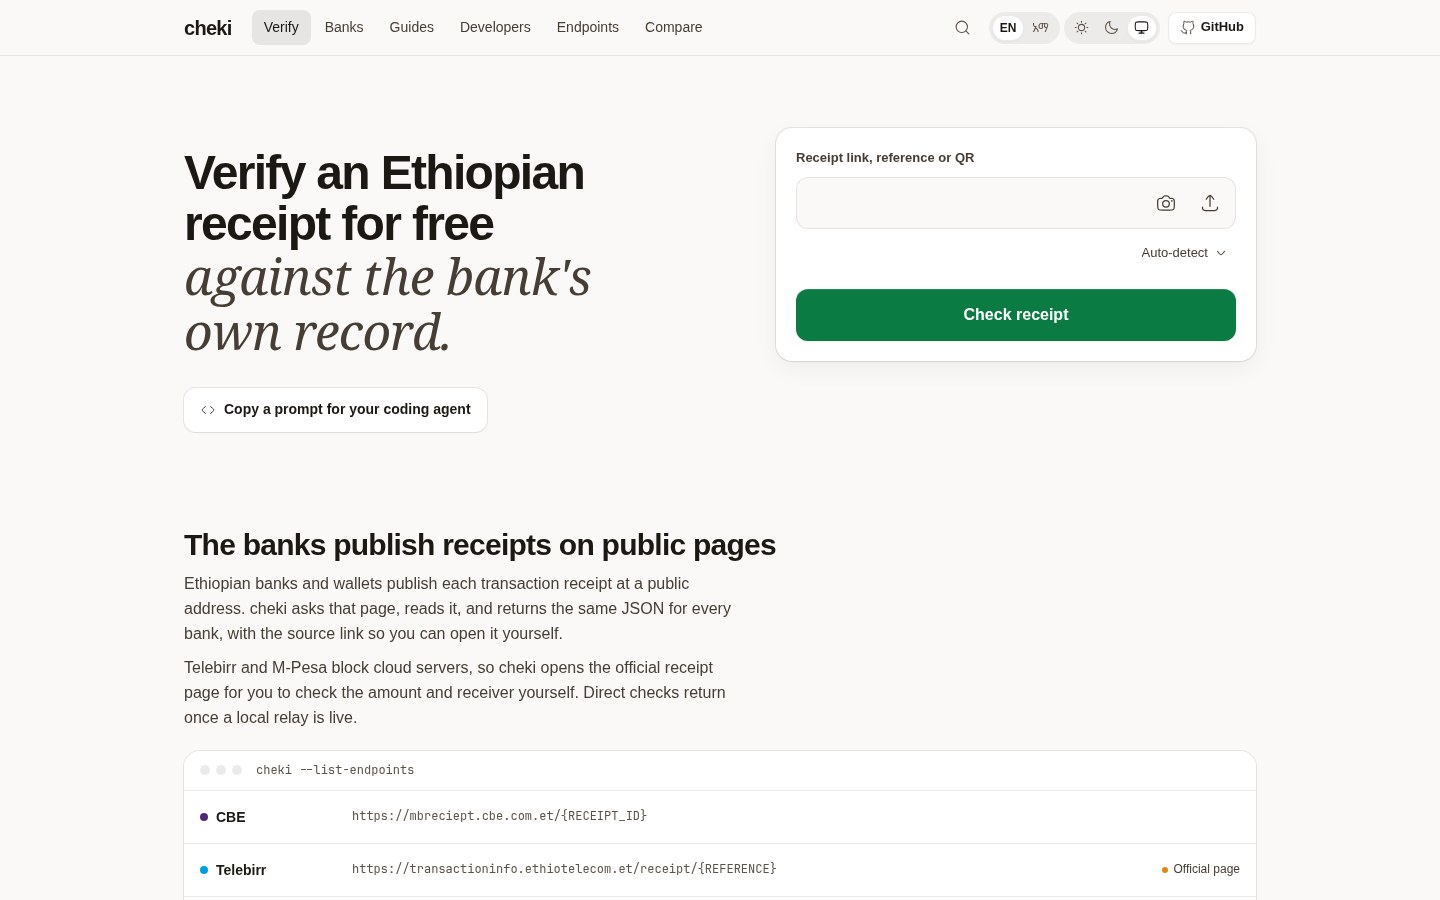 cheki Verify Banks Guides Developers Endpoints Compare EN አማ GitHub
Verify an Ethiopian
receipt for free
against the bank's
own record.
Copy a prompt for your coding agent
Receipt link, reference or QR
Auto-detect
Check receipt
The banks publish receipts on public pages
Ethiopian banks and wallets publish each transaction receipt at a public
address. cheki asks that page, reads it, and returns the same JSON for every
bank, with the source link so you can open it yourself.
Telebirr and M-Pesa block cloud servers, so cheki opens the official receipt
page for you to check the amount and receiver yourself. Direct checks return
once a local relay is live.
cheki --list-endpoints
CBE https://mbreciept.cbe.com.et/{RECEIPT_ID}
Telebirr https://transactioninfo.ethiotelecom.et/receipt/{REFERENCE} Official page